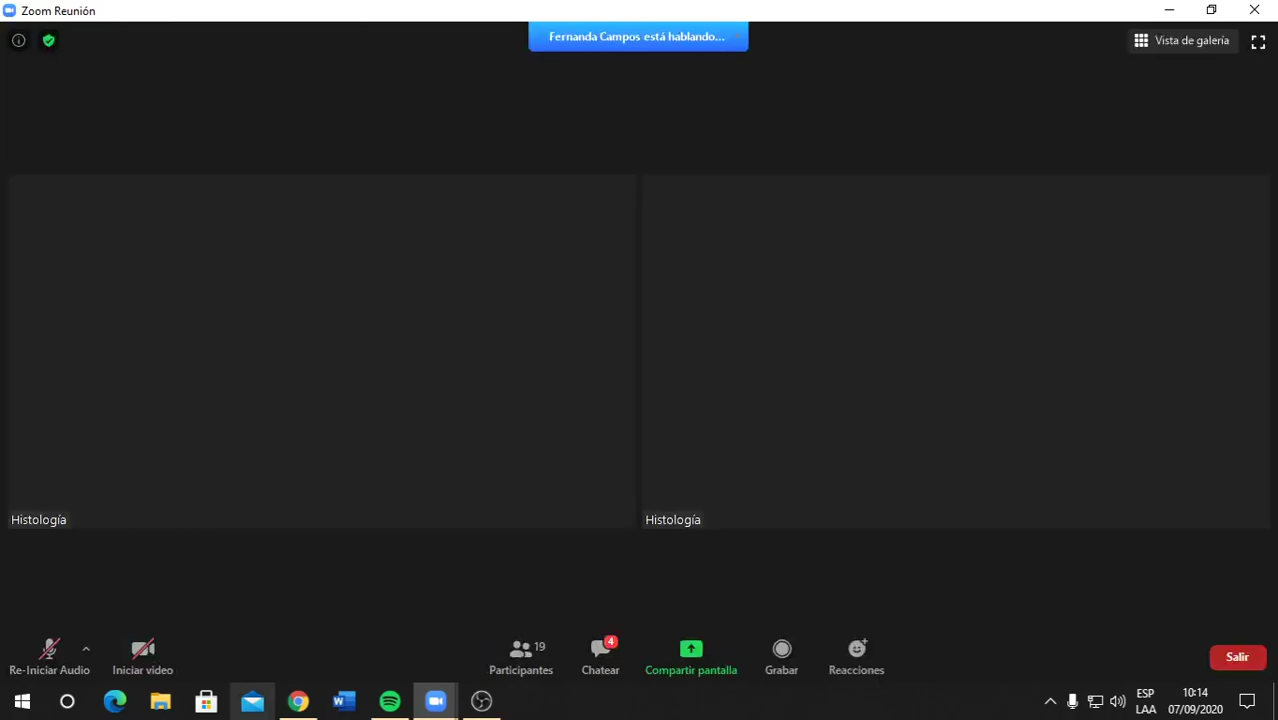 Zoom Reunión
Fernanda Campos está hablando...
Vista de galería
Histología
Histología
Re-Iniciar Audio
Iniciar video
19
Participantes
4
Chatear
Compartir pantalla
Grabar
Reacciones
Salir
ESP
LAA
10:14
07/09/2020